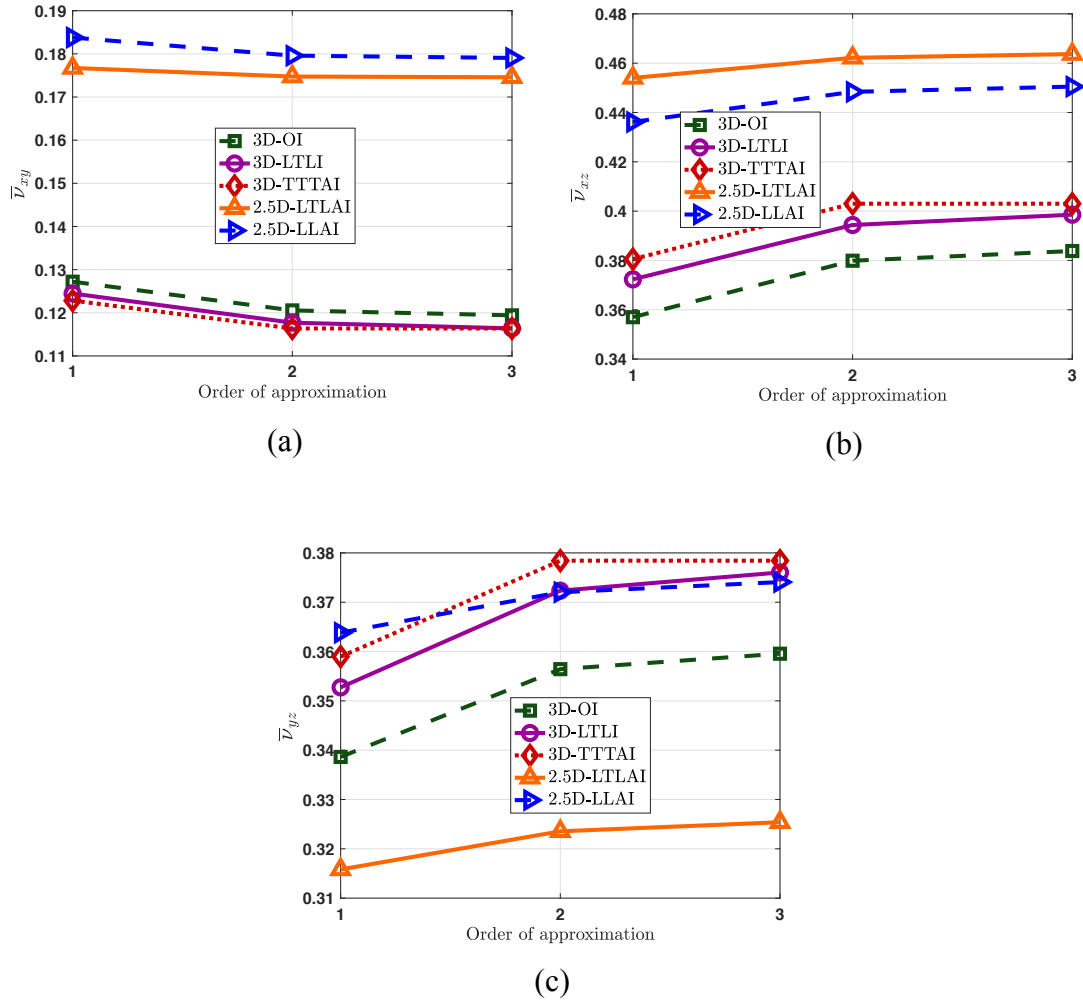 0.19
0.18
0.17
0.16
0.15
0.14
0.13
0.12
0.11
ν̅xy
3D-OI
3D-LTLI
3D-TTTAI
2.5D-LTLAI
2.5D-LLAI
1
2
3
Order of approximation
(a)
0.48
0.46
0.44
0.42
0.4
0.38
0.36
0.34
ν̅xz
3D-OI
3D-LTLI
3D-TTTAI
2.5D-LTLAI
2.5D-LLAI
1
2
3
Order of approximation
(b)
0.38
0.37
0.36
0.35
0.34
0.33
0.32
0.31
ν̅yz
3D-OI
3D-LTLI
3D-TTTAI
2.5D-LTLAI
2.5D-LLAI
1
2
3
Order of approximation
(c)